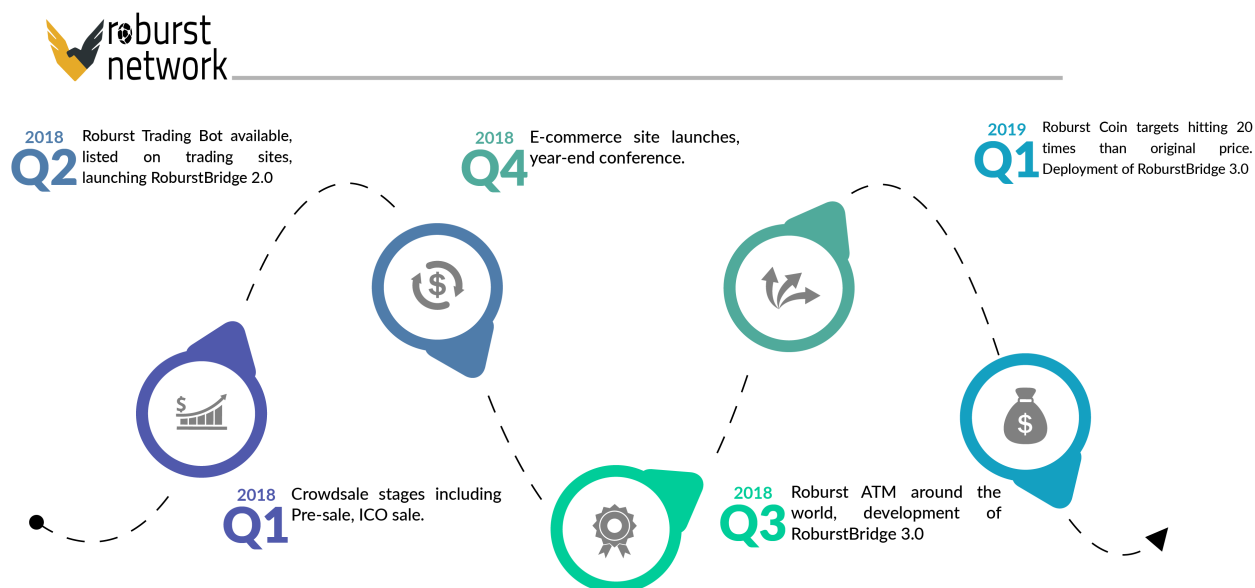 roburst
network
2018
Q2
Roburst Trading Bot available,
listed on trading sites,
launching RoburstBridge 2.0
2018
Q4
E-commerce site launches,
year-end conference.
2019
Q1
Roburst Coin targets hitting 20
times than original price.
Deployment of RoburstBridge 3.0
$
$
$
2018
Q1
Crowdsale stages including
Pre-sale, ICO sale.
2018
Q3
Roburst ATM around the
world, development of
RoburstBridge 3.0